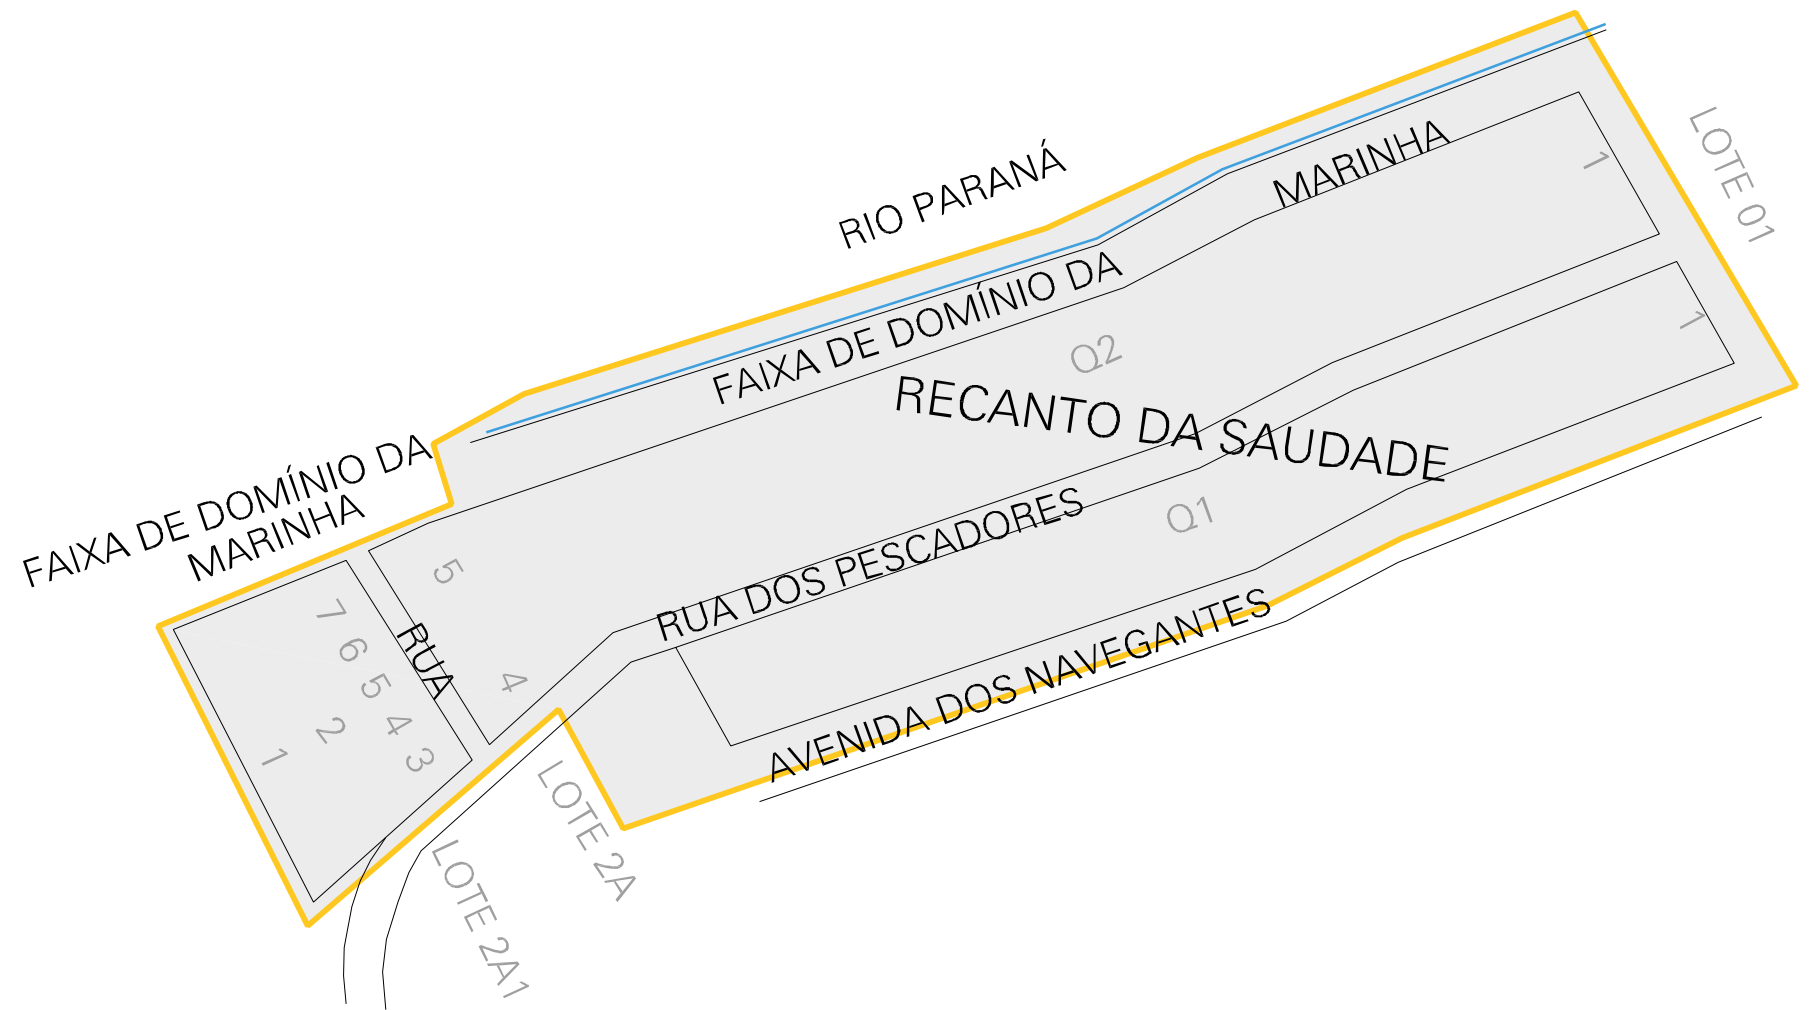 RIO PARANÁ
MARINHA
1
LOTE 01
FAIXA DE DOMÍNIO DA
Q2
1
RECANTO DA SAUDADE
FAIXA DE DOMÍNIO DA
MARINHA
Q1
RUA DOS PESCADORES
5
4
RUA
7
6
5
4
3
2
1
AVENIDA DOS NAVEGANTES
LOTE 2A
LOTE 2A1